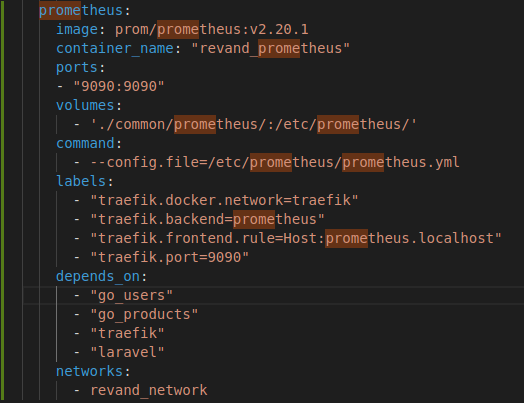 prometheus:
  image: prom/prometheus:v2.20.1
  container_name: "revand_prometheus"
  ports:
  - "9090:9090"
  volumes:
    - './common/prometheus/:/etc/prometheus/'
  command:
    - --config.file=/etc/prometheus/prometheus.yml
  labels:
    - "traefik.docker.network=traefik"
    - "traefik.backend=prometheus"
    - "traefik.frontend.rule=Host:prometheus.localhost"
    - "traefik.port=9090"
  depends_on:
    - "go_users"
    - "go_products"
    - "traefik"
    - "laravel"
  networks:
    - revand_network